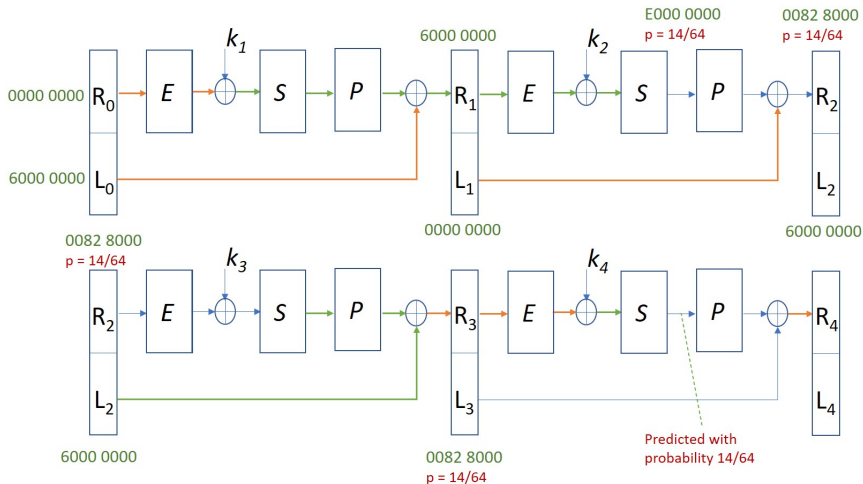 E000 0000
p = 14/64
0082 8000
p = 14/64
6000 0000
k1
k2
0000 0000
R0
E
S
P
R1
E
S
P
R2
6000 0000
L0
L1
L2
0000 0000
6000 0000
0082 8000
p = 14/64
k3
k4
R2
E
S
P
R3
E
S
P
R4
L2
L3
L4
6000 0000
0082 8000
p = 14/64
Predicted with
probability 14/64